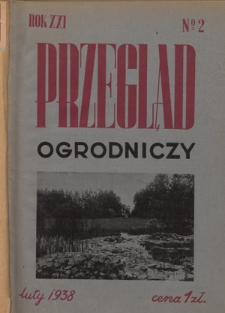 ROK XXI Nº 2
PRZEGLĄD
OGRODNICZY
luty 1938 cena 1 zł.